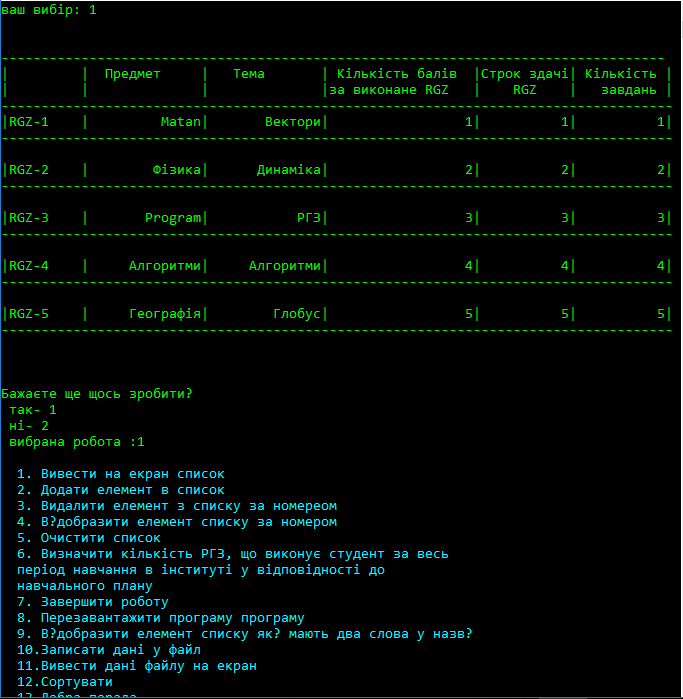 ваш вибір: 1
-----------------------------------------------------------------------------------
|         |  Предмет     |   Тема       | Кількість балів  |Строк здачі| Кількість |
|         |              |              |за виконане RGZ   |    RGZ    |   завдань |
------------------------------------------------------------------------------------
|RGZ-1    |         Matan|       Вектори|                 1|          1|          1|
------------------------------------------------------------------------------------
|RGZ-2    |        Фізика|      Динаміка|                 2|          2|          2|
------------------------------------------------------------------------------------
|RGZ-3    |       Program|           РГЗ|                 3|          3|          3|
------------------------------------------------------------------------------------
|RGZ-4    |     Алгоритми|     Алгоритми|                 4|          4|          4|
------------------------------------------------------------------------------------
|RGZ-5    |     Географія|        Глобус|                 5|          5|          5|
------------------------------------------------------------------------------------
Бажаєте ще щось зробити?
так- 1
ні- 2
вибрана робота :1
1. Вивести на екран список
2. Додати елемент в список
3. Видалити елемент з списку за номереом
4. В?добразити елемент списку за номером
5. Очистити список
6. Визначити кількість РГЗ, що виконує студент за весь
період навчання в інституті у відповідності до
навчального плану
7. Завершити роботу
8. Перезавантажити програму програму
9. В?добразити елемент списку як? мають два слова у назв?
10.Записати дані у файл
11.Вивести дані файлу на екран
12.Сортувати
13.Добра порада